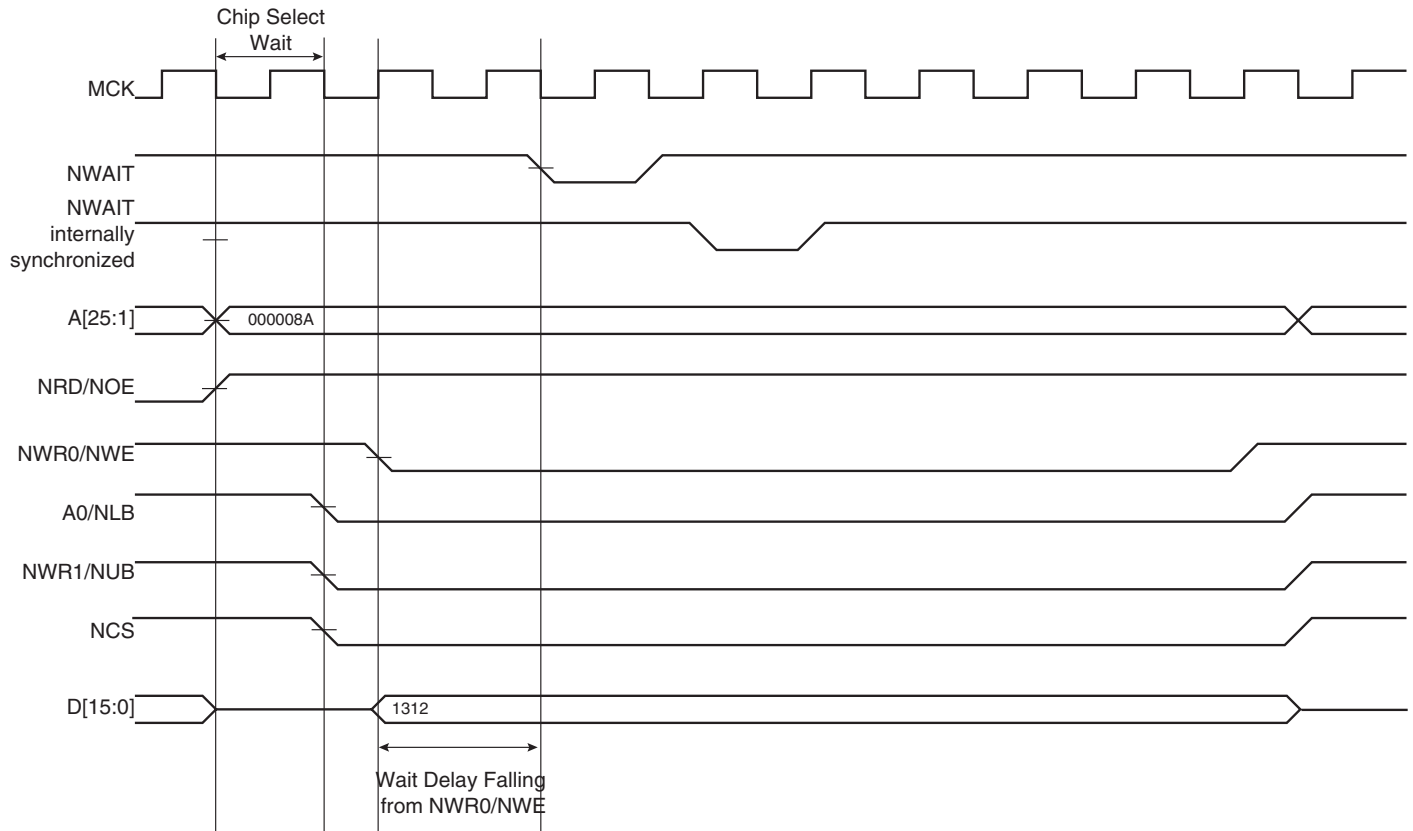 Chip Select
Wait
MCK
NWAIT
NWAIT
internally
synchronized
A[25:1]
000008A
NRD/NOE
NWR0/NWE
A0/NLB
NWR1/NUB
NCS
D[15:0]
1312
Wait Delay Falling
from NWR0/NWE